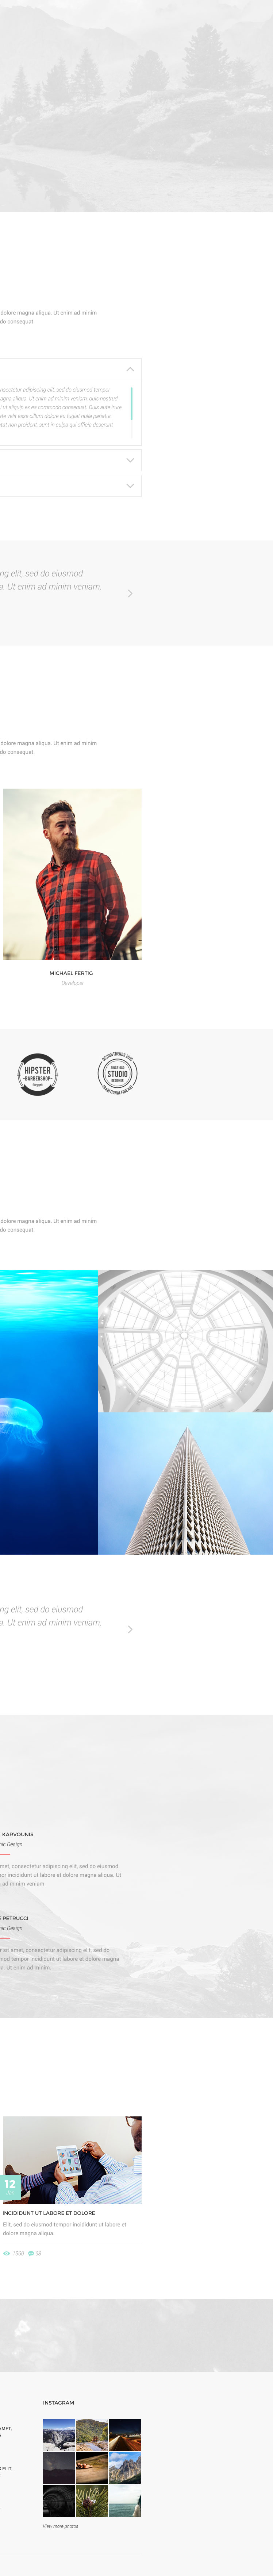 dolore magna aliqua. Ut enim ad minim
do consequat.
nsectetur adipiscing elit, sed do eiusmod tempor
agna aliqua. Ut enim ad minim veniam, quis nostrud
ut aliquip ex ea commodo consequat. Duis aute irure
ate velit esse cillum dolore eu fugiat nulla pariatur.
tat non proident, sunt in culpa qui officia deserunt
ng elit, sed do eiusmod
a. Ut enim ad minim veniam,
dolore magna aliqua. Ut enim ad minim
do consequat.
MICHAEL FERTIG
Developer
HIPSTER
BARBERSHOP
STUDIO
DESIGNER
dolore magna aliqua. Ut enim ad minim
do consequat.
ng elit, sed do eiusmod
a. Ut enim ad minim veniam,
KARVOUNIS
ic Design
met, consectetur adipiscing elit, sed do eiusmod
por incididunt ut labore et dolore magna aliqua. Ut
ad minim veniam
PETRUCCI
ic Design
r sit amet, consectetur adipiscing elit, sed do
mod tempor incididunt ut labore et dolore magna
a. Ut enim ad minim
12
INCIDIDUNT UT LABORE ET DOLORE
Elit, sed do eiusmod tempor incididunt ut labore et
dolore magna aliqua.
1560 98
INSTAGRAM
AMET,
ELIT,
View more photos